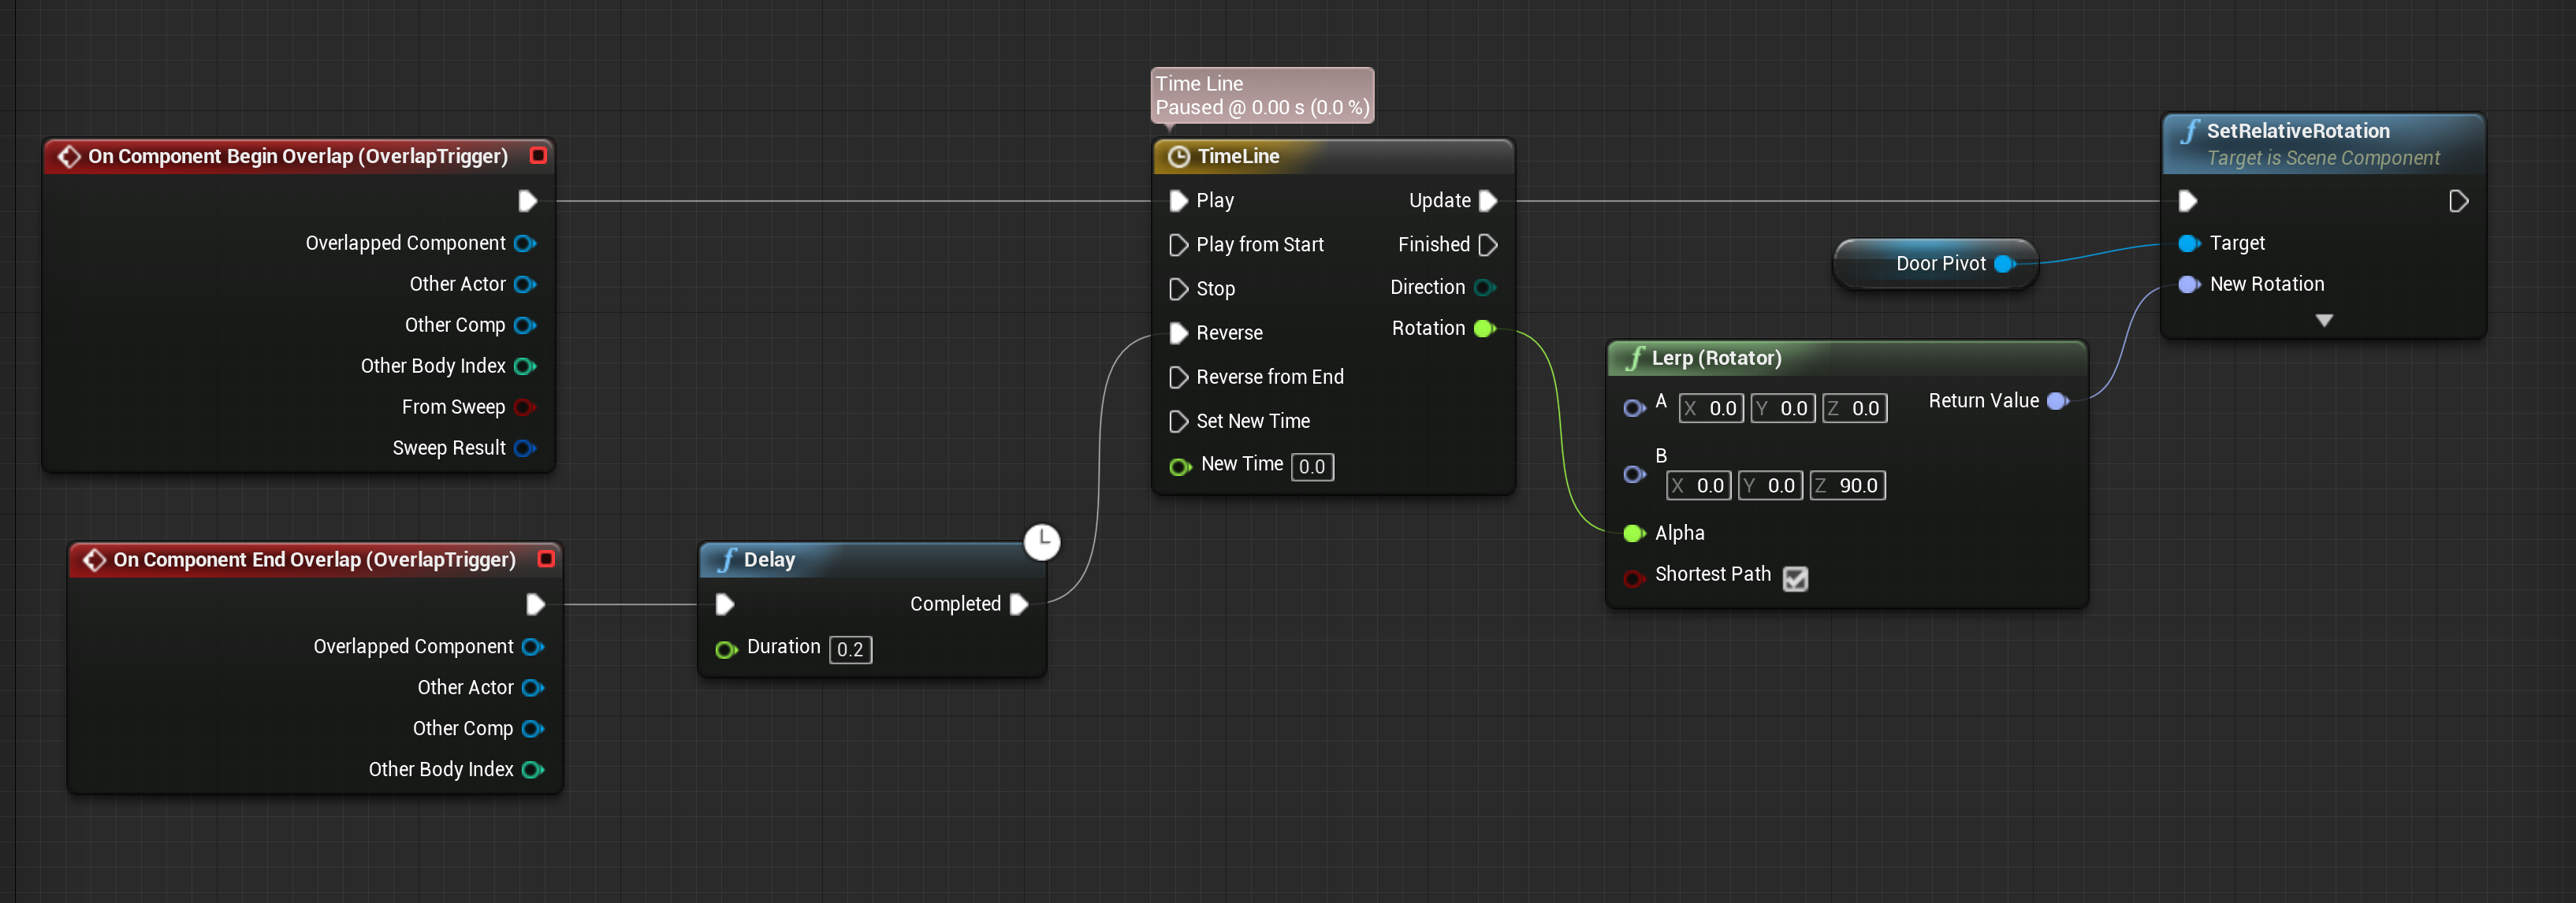 Time Line
Paused @ 0.00 s (0.0 %)
On Component Begin Overlap (OverlapTrigger)
Overlapped Component
Other Actor
Other Comp
Other Body Index
From Sweep
Sweep Result
On Component End Overlap (OverlapTrigger)
Overlapped Component
Other Actor
Other Comp
Other Body Index
Delay
Completed
Duration 0.2
TimeLine
Play Update
Play from Start Finished
Stop Direction
Reverse Rotation
Reverse from End
Set New Time
New Time 0.0
Door Pivot
Lerp (Rotator)
A X 0.0 Y 0.0 Z 0.0 Return Value
B
X 0.0 Y 0.0 Z 90.0
Alpha
Shortest Path
f SetRelativeRotation
Target is Scene Component
Target
New Rotation